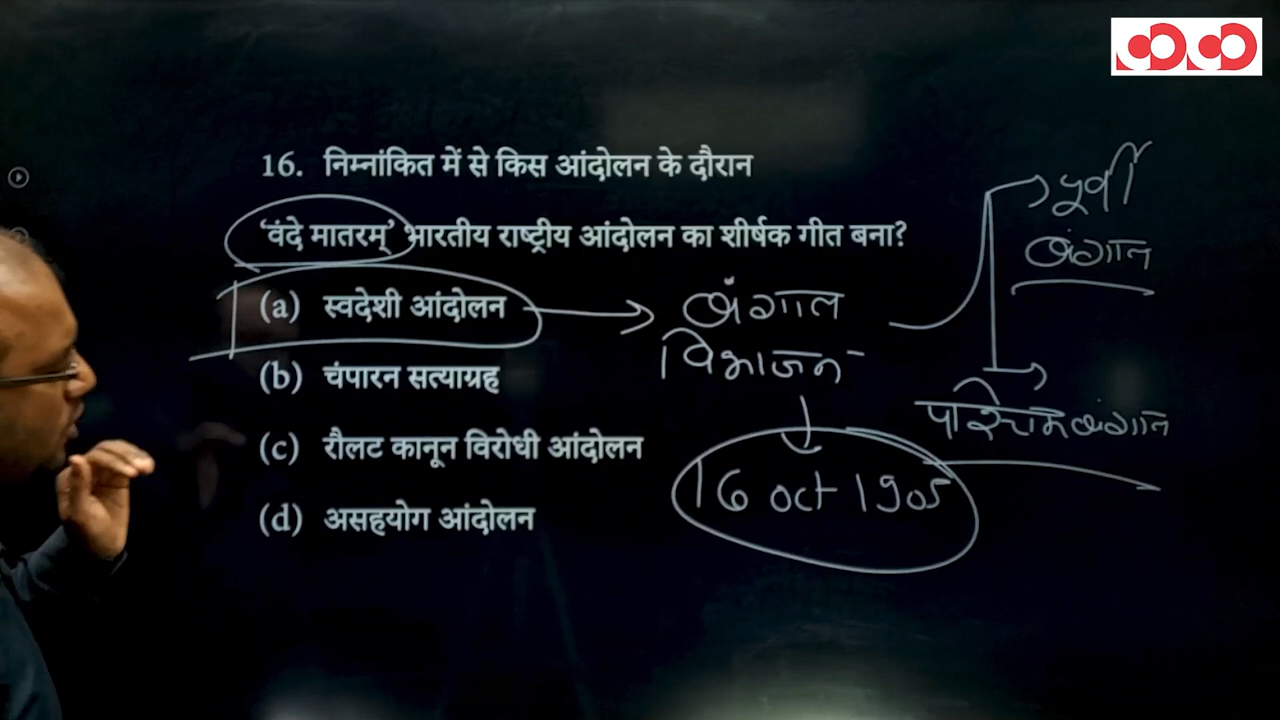 16. निम्नांकित में से किस आंदोलन के दौरान
'वंदे मातरम्' भारतीय राष्ट्रीय आंदोलन का शीर्षक गीत बना?
(a) स्वदेशी आंदोलन
(b) चंपारन सत्याग्रह
(c) रौलट कानून विरोधी आंदोलन
(d) असहयोग आंदोलन
बंगाल
विभाजन
16 oct 1905
पूर्वी
बंगाल
पश्चिम बंगाल